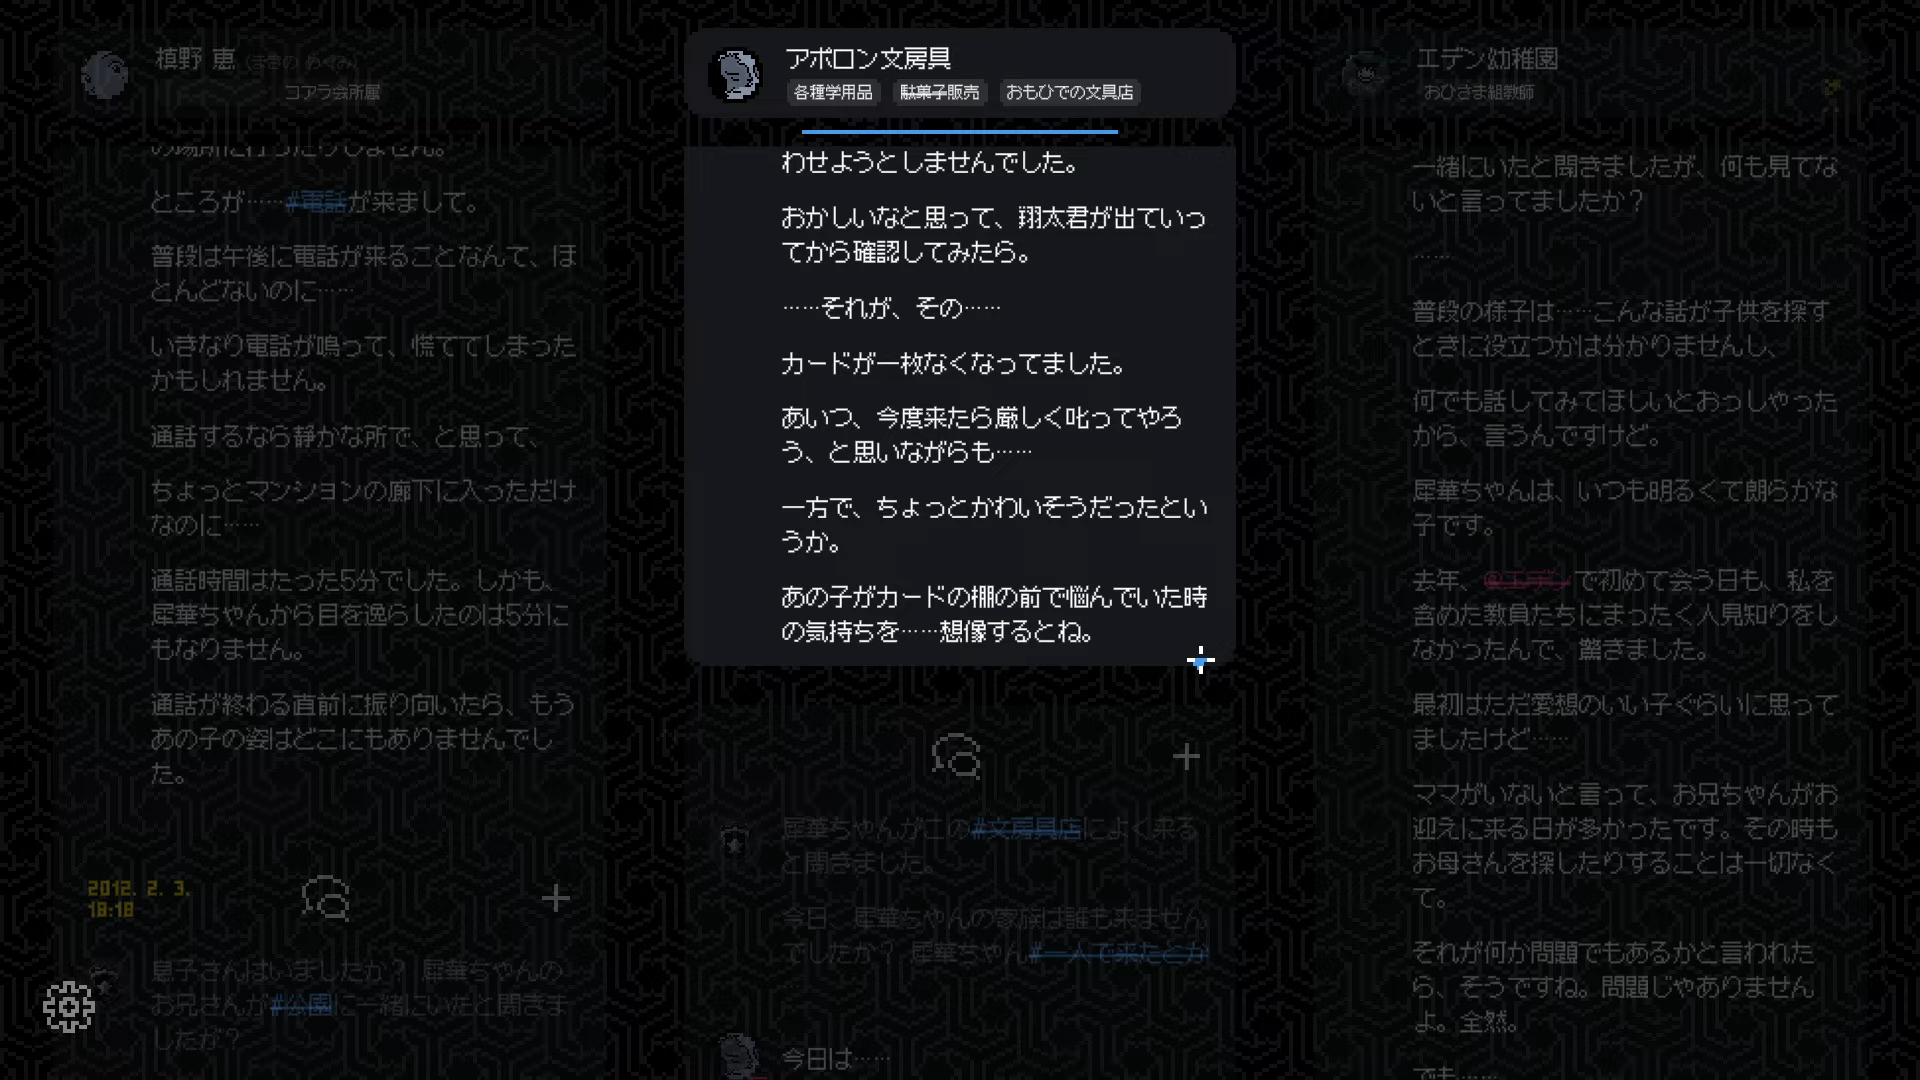 槙野 恵 (まきの めぐみ)
コアラ会所属
の場所に行ったりしません。
ところが……#電話が来まして。
普段は午後に電話が来ることなんて、ほ
とんどないのに……
いきなり電話が鳴って、慌ててしまった
かもしれません。
通話するなら静かな所で、と思って、
ちょっとマンションの廊下に入っただけ
なのに……
通話時間はたった5分でした。しかも、
犀華ちゃんから目を逸らしたのは5分に
もなりません。
通話が終わる直前に振り向いたら、もう
あの子の姿はどこにもありませんでし
た。
2012. 2. 3.
18:18
息子さんはいましたか？ 犀華ちゃんの
お兄さんが#公園に一緒にいたと聞きま
したが？
アポロン文房具
各種学用品 駄菓子販売 おもひでの文具店
わせようとしませんでした。
おかしいなと思って、翔太君が出ていっ
てから確認してみたら。
……それが、その……
カードが一枚なくなってました。
あいつ、今度来たら厳しく叱ってやろ
う、と思いながらも……
一方で、ちょっとかわいそうだったとい
うか。
あの子がカードの棚の前で悩んでいた時
の気持ちを……想像するとね。
犀華ちゃんがこの#文房具店によく来る
と聞きました。
今日、犀華ちゃんの家族は誰も来ません
でしたか？ 犀華ちゃん#一人で来たとか
今日は……
エデン幼稚園
おひさま組教師
一緒にいたと聞きましたが、何も見てな
いと言ってましたか？
……
普段の様子は……こんな話が子供を探す
ときに役立つかは分かりませんし、
何でも話してみてほしいとおっしゃった
から、言うんですけど。
犀華ちゃんは、いつも明るくて朗らかな
子です。
去年、@エデンで初めて会う日も、私を
含めた教員たちにまったく人見知りをし
なかったんで、驚きました。
最初はただ愛想のいい子ぐらいに思って
ましたけど……
ママがいないと言って、お兄ちゃんがお
迎えに来る日が多かったです。その時も
お母さんを探したりすることは一切なく
て。
それが何か問題でもあるかと言われた
ら、そうですね。問題じゃありません
よ。全然。
でも……